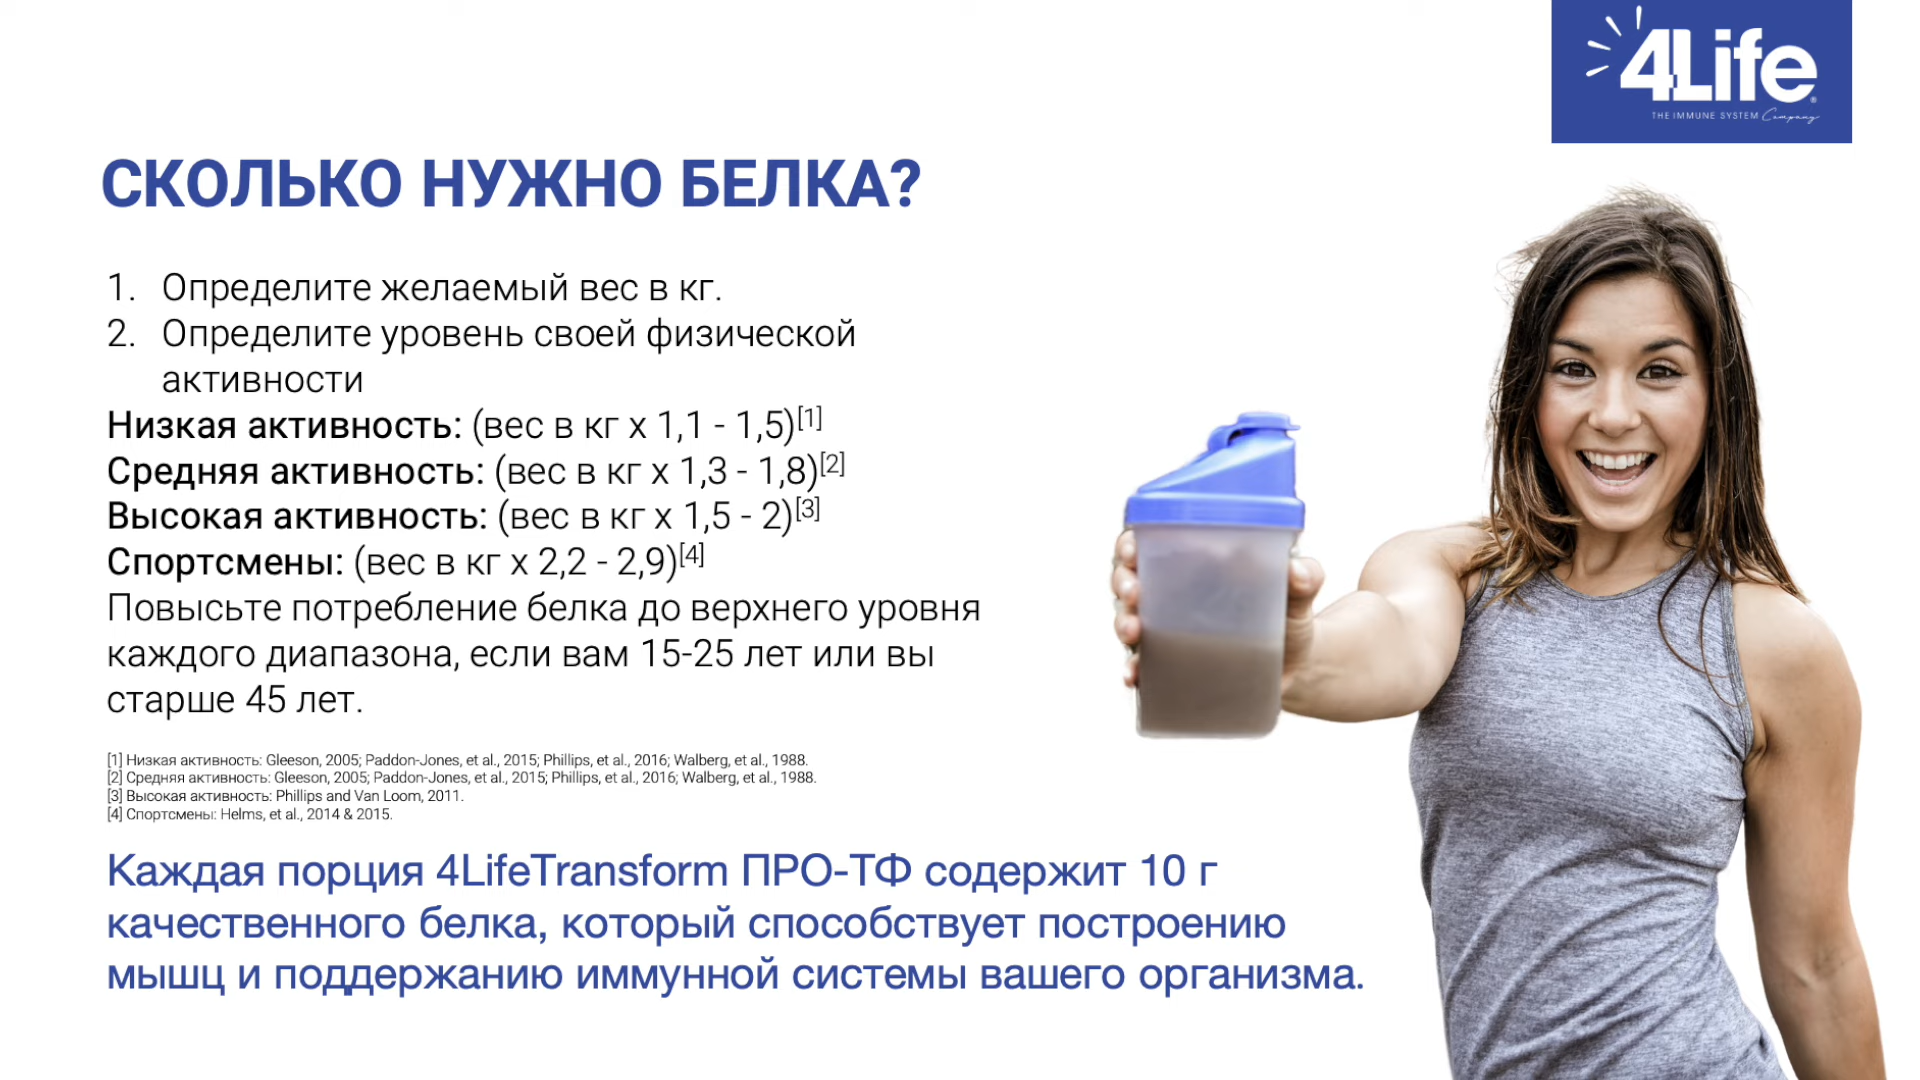 4Life
THE IMMUNE SYSTEM Company
СКОЛЬКО НУЖНО БЕЛКА?
1. Определите желаемый вес в кг.
2. Определите уровень своей физической
активности
Низкая активность: (вес в кг х 1,1 - 1,5)[1]
Средняя активность: (вес в кг х 1,3 - 1,8)[2]
Высокая активность: (вес в кг х 1,5 - 2)[3]
Спортсмены: (вес в кг х 2,2 - 2,9)[4]
Повысьте потребление белка до верхнего уровня
каждого диапазона, если вам 15-25 лет или вы
старше 45 лет.
[1] Низкая активность: Gleeson, 2005; Paddon-Jones, et al., 2015; Phillips, et al., 2016; Walberg, et al., 1988.
[2] Средняя активность: Gleeson, 2005; Paddon-Jones, et al., 2015; Phillips, et al., 2016; Walberg, et al., 1988.
[3] Высокая активность: Phillips and Van Loom, 2011.
[4] Спортсмены: Helms, et al., 2014 & 2015.
Каждая порция 4LifeTransform ПРО-ТФ содержит 10 г
качественного белка, который способствует построению
мышц и поддержанию иммунной системы вашего организма.